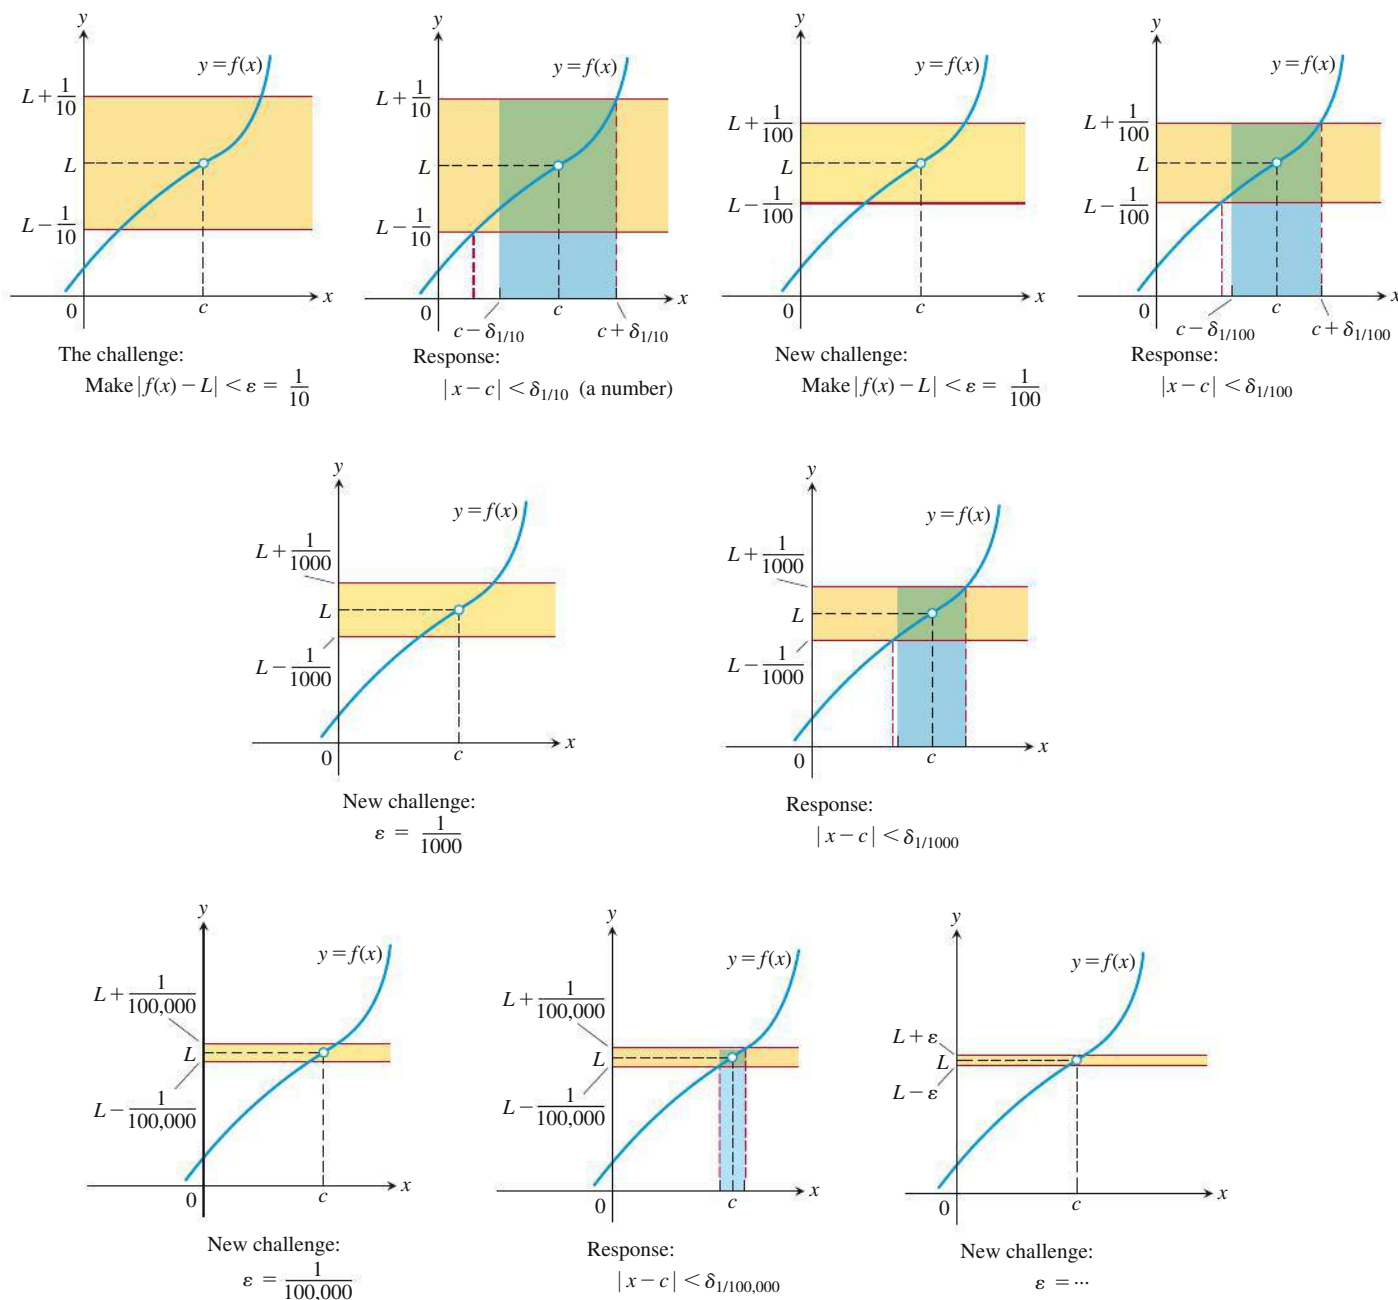 y
y = f(x)
L + 1/10
L
L − 1/10
0
c
x
The challenge:
Make |f(x) − L| < ε = 1/10
y
y = f(x)
L + 1/10
L
L − 1/10
0
c
x
c − δ1/10
c + δ1/10
Response:
|x − c| < δ1/10 (a number)
y
y = f(x)
L + 1/100
L
L − 1/100
0
c
x
New challenge:
Make |f(x) − L| < ε = 1/100
y
y = f(x)
L + 1/100
L
L − 1/100
0
c
x
c − δ1/100
c + δ1/100
Response:
|x − c| < δ1/100
y
y = f(x)
L + 1/1000
L
L − 1/1000
0
c
x
New challenge:
ε = 1/1000
y
y = f(x)
L + 1/1000
L
L − 1/1000
0
c
x
Response:
|x − c| < δ1/1000
y
y = f(x)
L + 1/100,000
L
L − 1/100,000
0
c
x
New challenge:
ε = 1/100,000
y
y = f(x)
L + 1/100,000
L
L − 1/100,000
0
c
x
Response:
|x − c| < δ1/100,000
y
y = f(x)
L + ε
L
L − ε
0
c
x
New challenge:
ε = ···